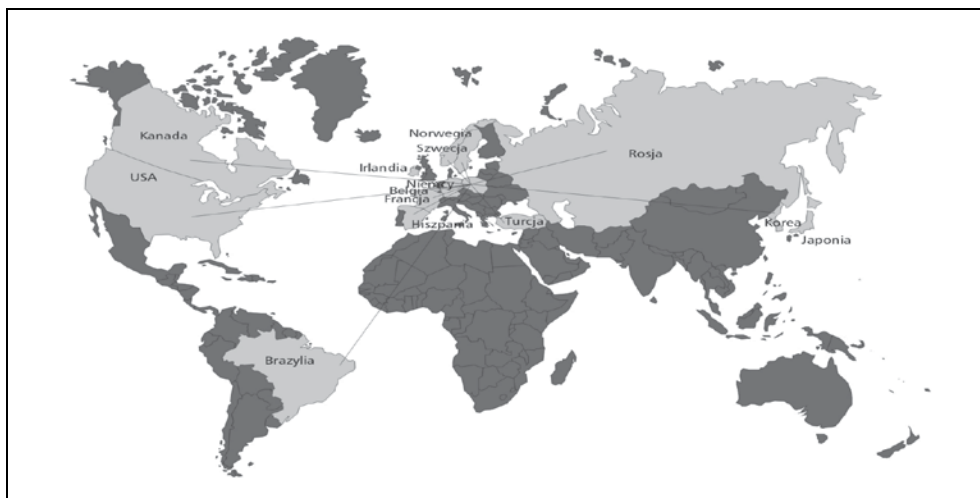 Kanada
USA
Norwegia
Szwecja
Irlandia
Niemcy
Belgia
Francja
Hiszpania
Turcja
Rosja
Korea
Japonia
Brazylia